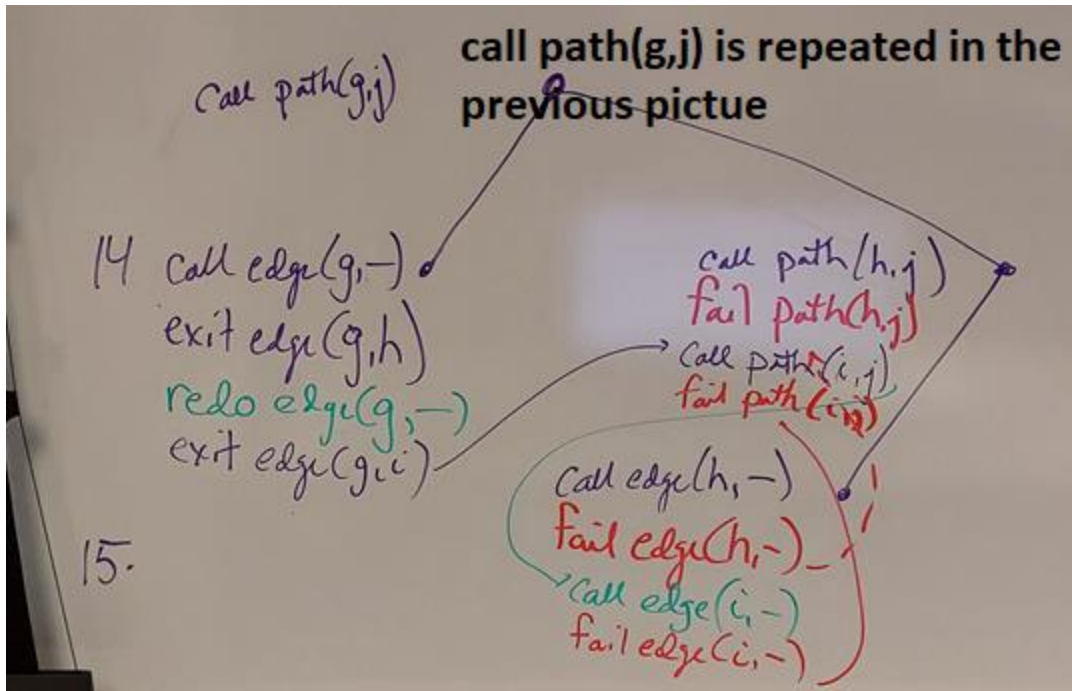 call path(g,j) is repeated in the
previous pictue
Call path(g,j)
14 call edge(g,-)
exit edge(g,h)
redo edge(g,-)
exit edge(g,i)
15.
call path(h,j)
fail path(h,j)
call path(i,j)
fail path(i,j)
call edge(h,-)
fail edge(h,-)
call edge(i,-)
fail edge(i,-)